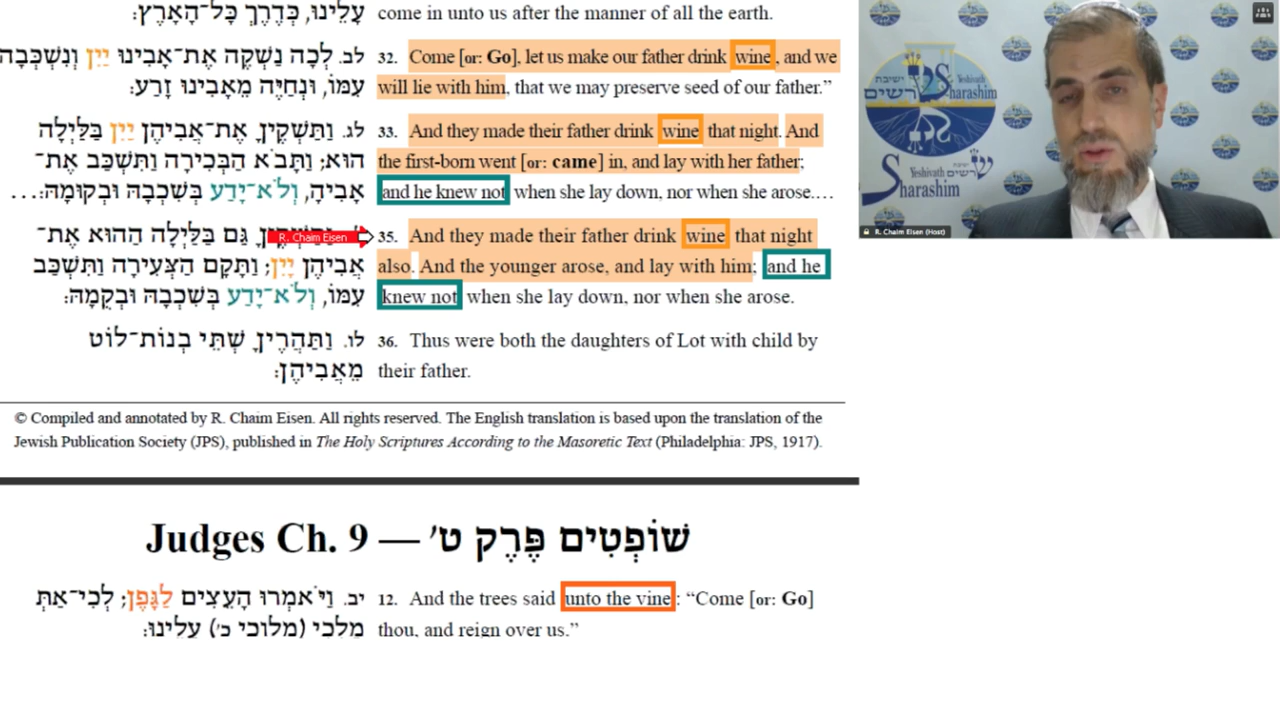 עָלֵינוּ, כְּדֶרֶךְ כָּל־הָאָרֶץ:
come in unto us after the manner of all the earth.
לב. לְכָה נַשְׁקֶה אֶת־אָבִינוּ יַיִן וְנִשְׁכְּבָה
עִמּוֹ, וּנְחַיֶּה מֵאָבִינוּ זָרַע:
32. Come [or: Go], let us make our father drink wine, and we
will lie with him, that we may preserve seed of our father.”
לג. וַתַּשְׁקֶיןָ, אֶת־אֲבִיהֶן יַיִן בַּלַּיְלָה
הוּא; וַתָּבֹא הַבְּכִירָה וַתִּשְׁכַּב אֶת־
אָבִיהָ, וְלֹא־יָדַע בְּשִׁכְבָהּ וּבְקוּמָהּ:…
33. And they made their father drink wine that night. And
the first-born went [or: came] in, and lay with her father;
and he knew not when she lay down, nor when she arose….
גַּם בַּלַּיְלָה הַהוּא אֶת־
אֲבִיהֶן יָיִן; וַתָּקָם הַצְּעִירָה וַתִּשְׁכַּב
עִמּוֹ, וְלֹא־יָדַע בְּשִׁכְבָהּ וּבְקֻמָהּ:
R. Chaim Eisen
35. And they made their father drink wine that night
also. And the younger arose, and lay with him; and he
knew not when she lay down, nor when she arose.
לו. וַתַּהֲרֶיןָ שְׁתֵּי בְנוֹת־לוֹט
מֵאֲבִיהֶן:
36. Thus were both the daughters of Lot with child by
their father.
© Compiled and annotated by R. Chaim Eisen. All rights reserved. The English translation is based upon the translation of the
Jewish Publication Society (JPS), published in The Holy Scriptures According to the Masoretic Text (Philadelphia: JPS, 1917).
Judges Ch. 9 — שׁוֹפְטִים פֶּרֶק ט׳
יב. וַיֹּאמְרוּ הָעֵצִים לַגָּפֶן; לְכִי־אַתְּ
מלכי (מלוכי כ׳) עָלֵינוּ:
12. And the trees said unto the vine: “Come [or: Go]
thou, and reign over us.”
ישיבת
שרשים
Yeshivath
Sharashim
Yeshivath ישיבת שרשים
Sharashim
R. Chaim Eisen (Host)